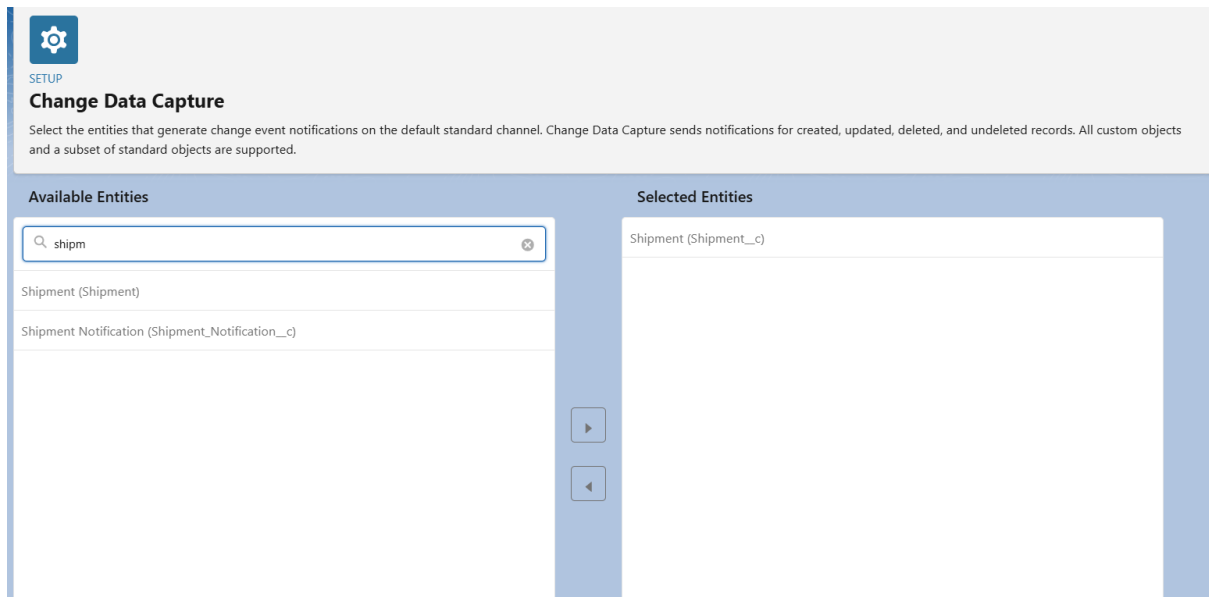 SETUP
Change Data Capture
Select the entities that generate change event notifications on the default standard channel. Change Data Capture sends notifications for created, updated, deleted, and undeleted records. All custom objects
and a subset of standard objects are supported.
Available Entities
shipm
Shipment (Shipment)
Shipment Notification (Shipment_Notification__c)
Selected Entities
Shipment (Shipment__c)